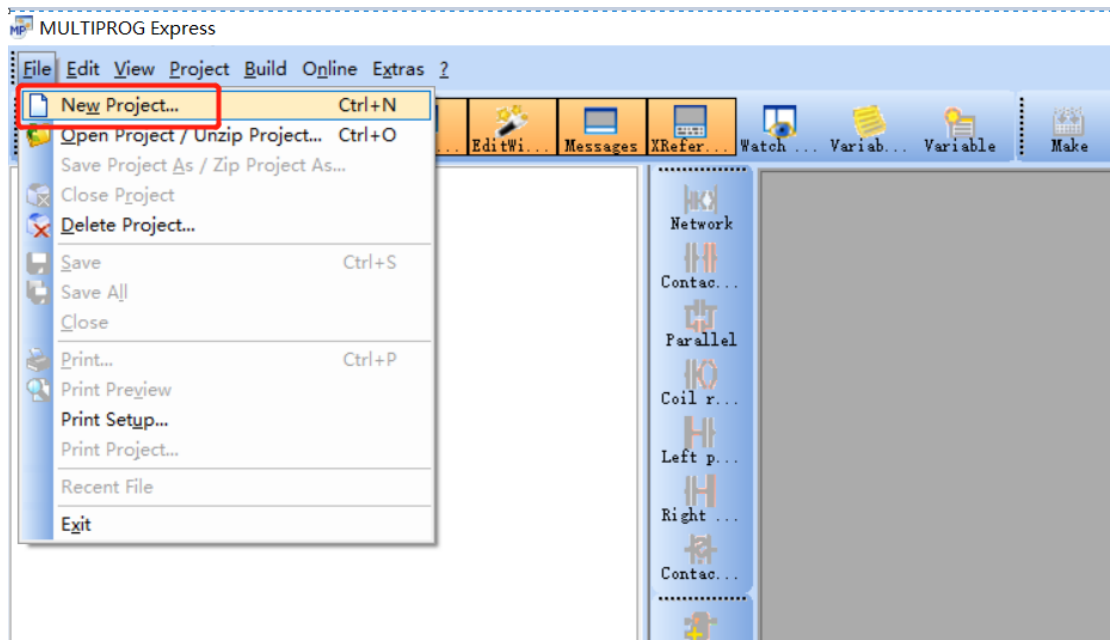 MP MULTIPROG Express
File Edit View Project Build Online Extras ?
New Project... Ctrl+N
Open Project / Unzip Project... Ctrl+O
Save Project As / Zip Project As...
Close Project
Delete Project...
Save Ctrl+S
Save All
Close
Print... Ctrl+P
Print Preview
Print Setup...
Print Project...
Recent File
Exit
... EditWi... Messages XRefer... Watch ... Variab... Variable Make
Network
Contac...
Parallel
Coil r...
Left p...
Right ...
Contac...